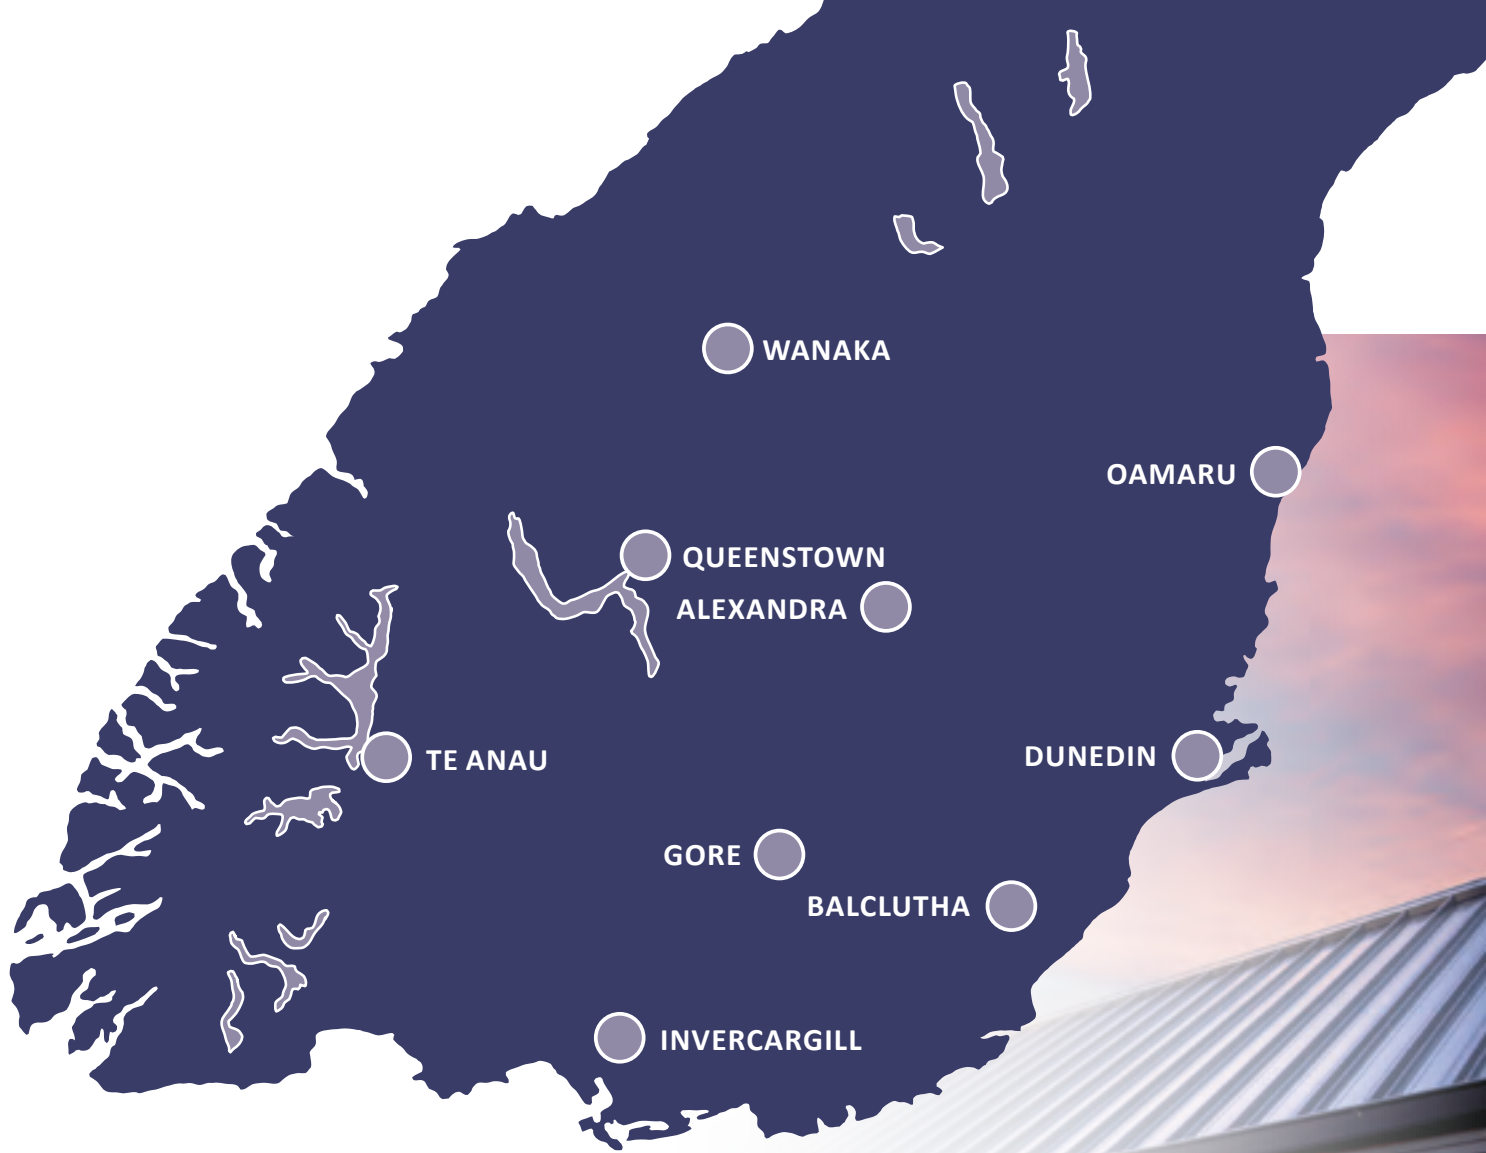 WANAKA
OAMARU
QUEENSTOWN
ALEXANDRA
TE ANAU
DUNEDIN
GORE
BALCLUTHA
INVERCARGILL